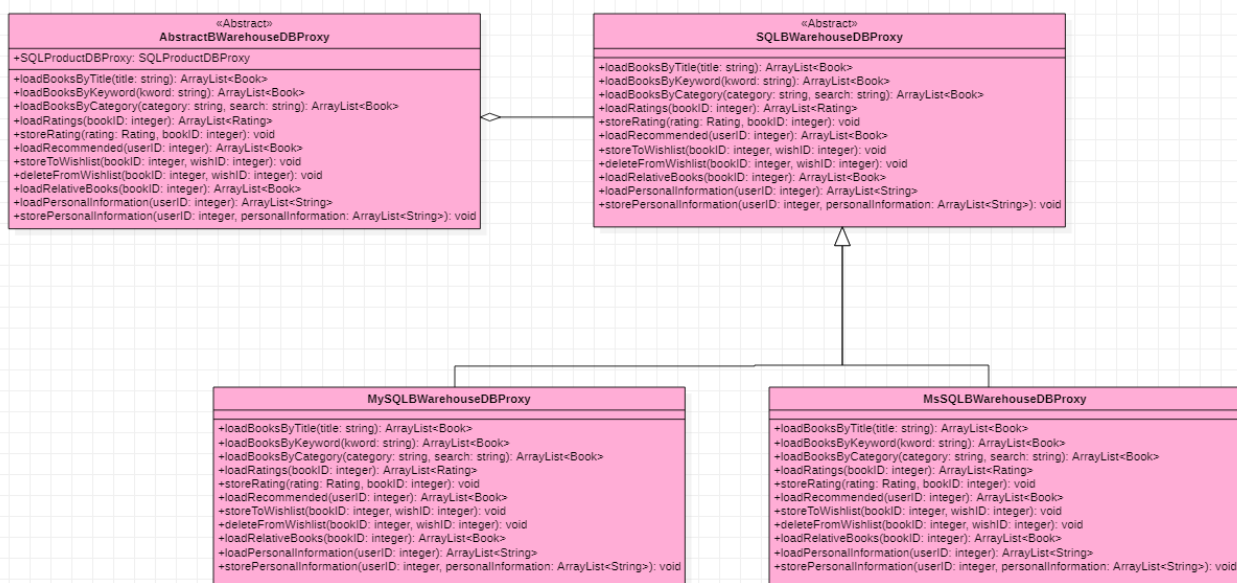 «Abstract»
AbstractBWarehouseDBProxy
+SQLProductDBProxy: SQLProductDBProxy
+loadBooksByTitle(title: string): ArrayList<Book>
+loadBooksByKeyword(kword: string): ArrayList<Book>
+loadBooksByCategory(category: string, search: string): ArrayList<Book>
+loadRatings(bookID: integer): ArrayList<Rating>
+storeRating(rating: Rating, bookID: integer): void
+loadRecommended(userID: integer): ArrayList<Book>
+storeToWishlist(bookID: integer, wishID: integer): void
+deleteFromWishlist(bookID: integer, wishID: integer): void
+loadRelativeBooks(bookID: integer): ArrayList<Book>
+loadPersonalInformation(userID: integer): ArrayList<String>
+storePersonalInformation(userID: integer, personalInformation: ArrayList<String>): void
«Abstract»
SQLBWarehouseDBProxy
+loadBooksByTitle(title: string): ArrayList<Book>
+loadBooksByKeyword(kword: string): ArrayList<Book>
+loadBooksByCategory(category: string, search: string): ArrayList<Book>
+loadRatings(bookID: integer): ArrayList<Rating>
+storeRating(rating: Rating, bookID: integer): void
+loadRecommended(userID: integer): ArrayList<Book>
+storeToWishlist(bookID: integer, wishID: integer): void
+deleteFromWishlist(bookID: integer, wishID: integer): void
+loadRelativeBooks(bookID: integer): ArrayList<Book>
+loadPersonalInformation(userID: integer): ArrayList<String>
+storePersonalInformation(userID: integer, personalInformation: ArrayList<String>): void
MySQLBWarehouseDBProxy
+loadBooksByTitle(title: string): ArrayList<Book>
+loadBooksByKeyword(kword: string): ArrayList<Book>
+loadBooksByCategory(category: string, search: string): ArrayList<Book>
+loadRatings(bookID: integer): ArrayList<Rating>
+storeRating(rating: Rating, bookID: integer): void
+loadRecommended(userID: integer): ArrayList<Book>
+storeToWishlist(bookID: integer, wishID: integer): void
+deleteFromWishlist(bookID: integer, wishID: integer): void
+loadRelativeBooks(bookID: integer): ArrayList<Book>
+loadPersonalInformation(userID: integer): ArrayList<String>
+storePersonalInformation(userID: integer, personalInformation: ArrayList<String>): void
MsSQLBWarehouseDBProxy
+loadBooksByTitle(title: string): ArrayList<Book>
+loadBooksByKeyword(kword: string): ArrayList<Book>
+loadBooksByCategory(category: string, search: string): ArrayList<Book>
+loadRatings(bookID: integer): ArrayList<Rating>
+storeRating(rating: Rating, bookID: integer): void
+loadRecommended(userID: integer): ArrayList<Book>
+storeToWishlist(bookID: integer, wishID: integer): void
+deleteFromWishlist(bookID: integer, wishID: integer): void
+loadRelativeBooks(bookID: integer): ArrayList<Book>
+loadPersonalInformation(userID: integer): ArrayList<String>
+storePersonalInformation(userID: integer, personalInformation: ArrayList<String>): void